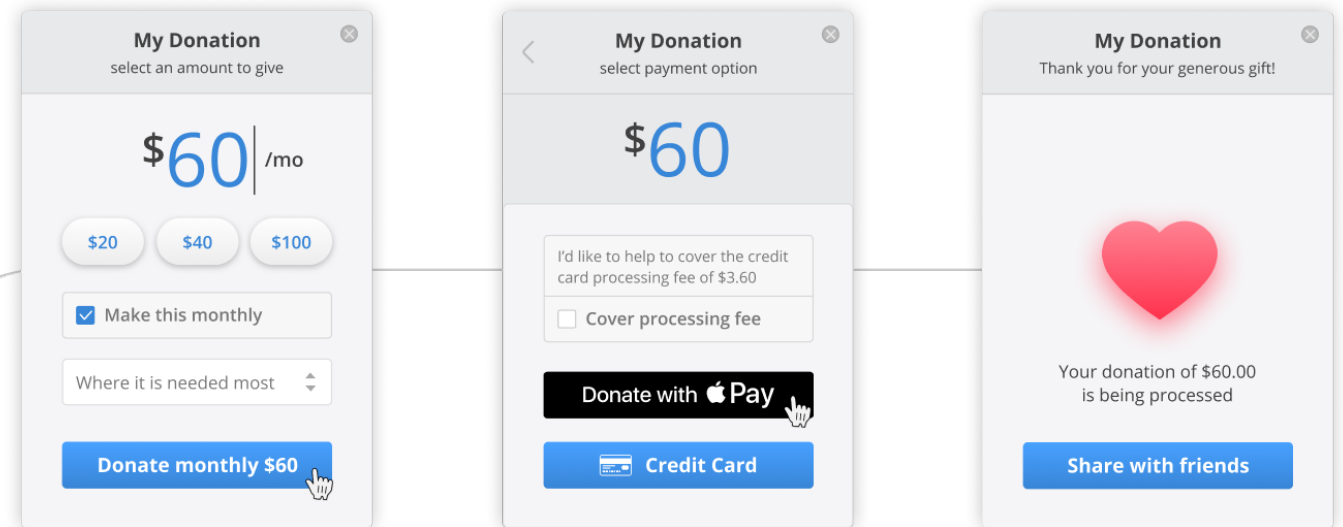 My Donation
select an amount to give
$60 /mo
$20 $40 $100
Make this monthly
Where it is needed most
Donate monthly $60
My Donation
select payment option
$60
I'd like to help to cover the credit
card processing fee of $3.60
Cover processing fee
Donate with Pay
Credit Card
My Donation
Thank you for your generous gift!
Your donation of $60.00
is being processed
Share with friends